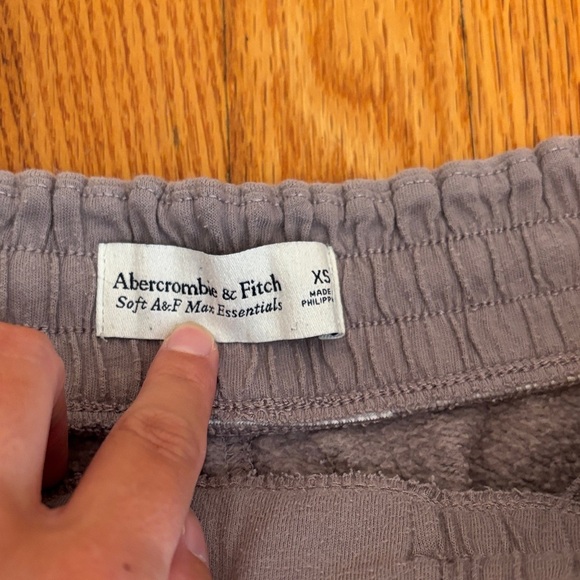 Abercrombie & Fitch
Soft A&F Max Essentials
XS
MADE